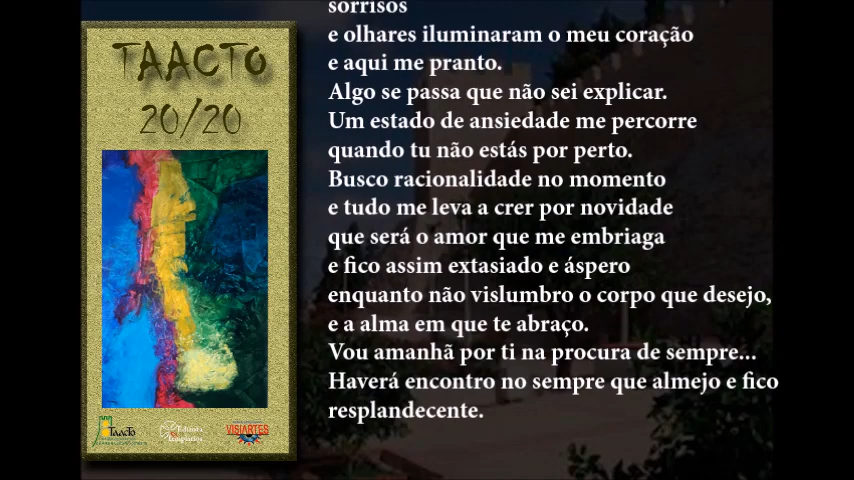 TAACTO
20/20
Taacto
Editora
Templários
VISIARTES
sorrisos
e olhares iluminaram o meu coração
e aqui me pranto.
Algo se passa que não sei explicar.
Um estado de ansiedade me percorre
quando tu não estás por perto.
Busco racionalidade no momento
e tudo me leva a crer por novidade
que será o amor que me embriaga
e fico assim extasiado e áspero
enquanto não vislumbro o corpo que desejo,
e a alma em que te abraço.
Vou amanhã por ti na procura de sempre...
Haverá encontro no sempre que almejo e fico
resplandecente.